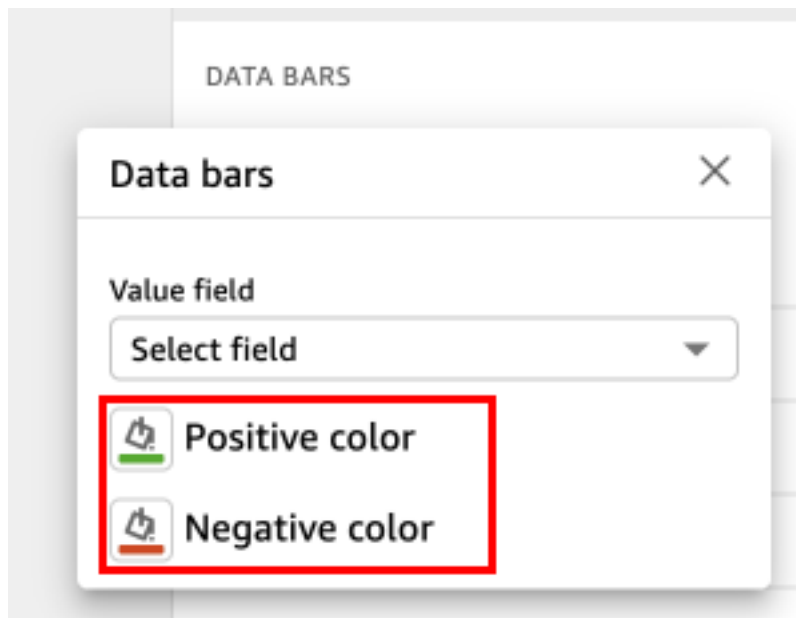 DATA BARS
Data bars
Value field
Select field
Positive color
Negative color